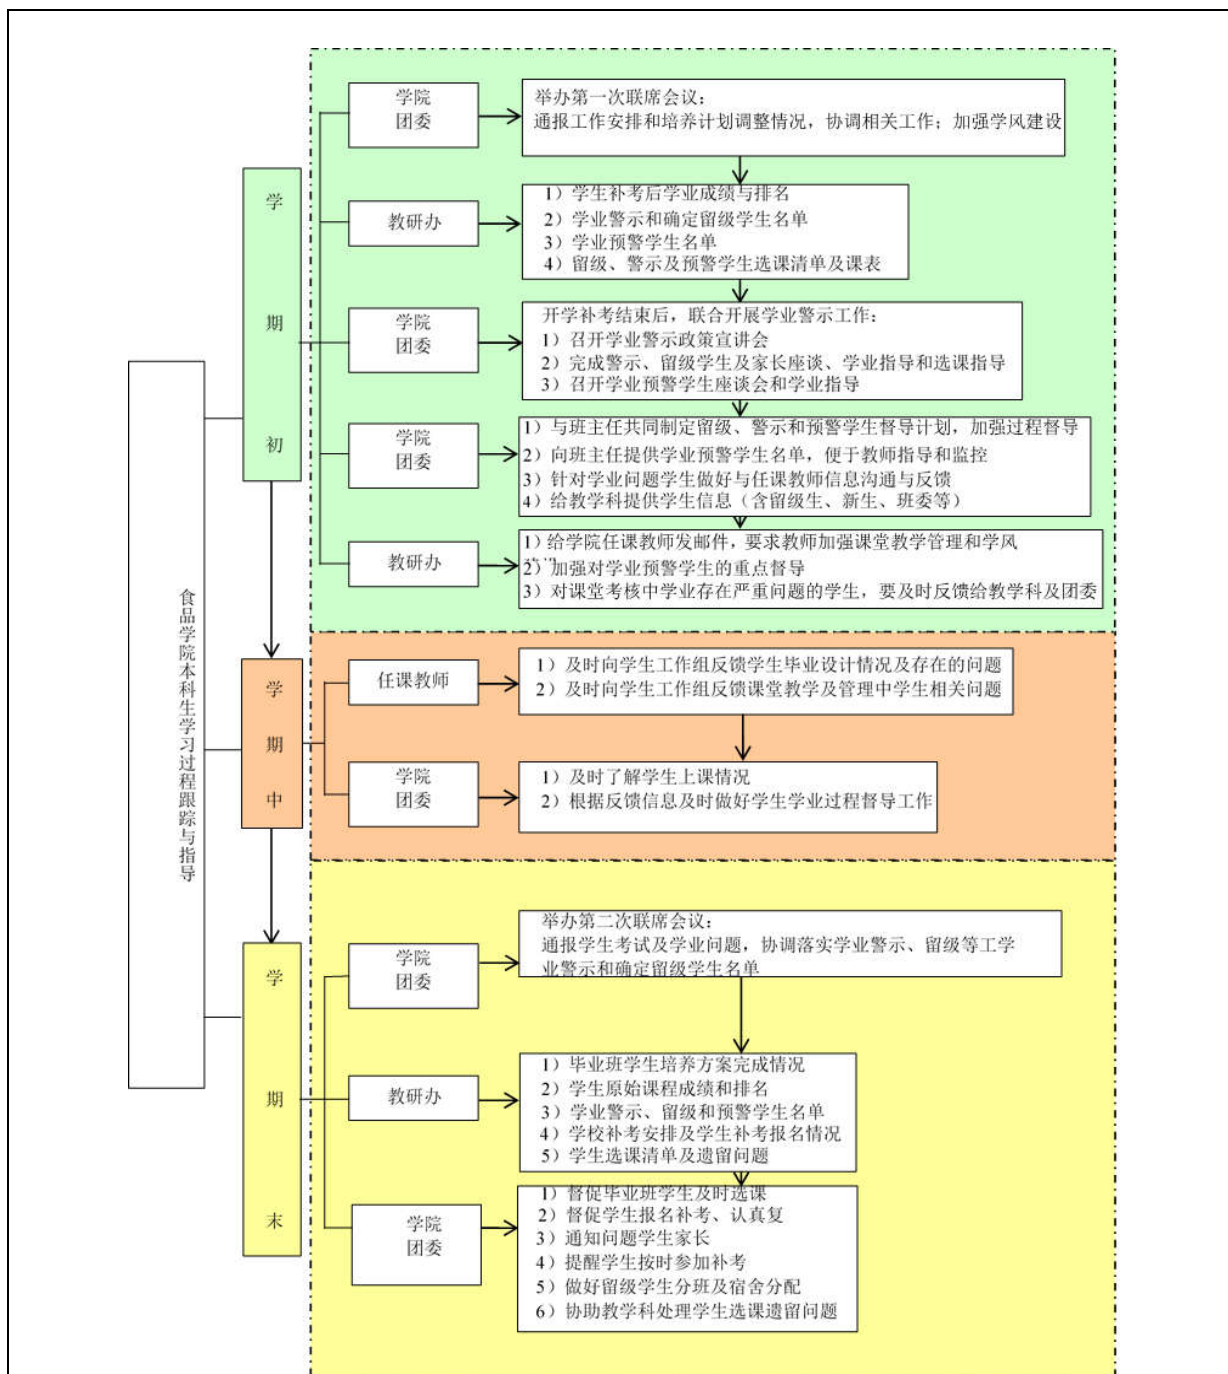 食品学院本科生学习过程跟踪与指导
学期初
学院
团委
举办第一次联席会议：
通报工作安排和培养计划调整情况，协调相关工作；加强学风建设
教研办
1）学生补考后学业成绩与排名
2）学业警示和确定留级学生名单
3）学业预警学生名单
4）留级、警示及预警学生选课清单及课表
学院
团委
开学补考结束后，联合开展学业警示工作：
1）召开学业警示政策宣讲会
2）完成警示、留级学生及家长座谈、学业指导和选课指导
3）召开学业预警学生座谈会和学业指导
学院
团委
1）与班主任共同制定留级、警示和预警学生督导计划，加强过程督导
2）向班主任提供学业预警学生名单，便于教师指导和监控
3）针对学业问题学生做好与任课教师信息沟通与反馈
4）给教学科提供学生信息（含留级生、新生、班委等）
教研办
1）给学院任课教师发邮件，要求教师加强课堂教学管理和学风
2）加强对学业预警学生的重点督导
3）对课堂考核中学业存在严重问题的学生，要及时反馈给教学科及团委
学期中
任课教师
1）及时向学生工作组反馈学生毕业设计情况及存在的问题
2）及时向学生工作组反馈课堂教学及管理中学生相关问题
学院
团委
1）及时了解学生上课情况
2）根据反馈信息及时做好学生学业过程督导工作
学期末
学院
团委
举办第二次联席会议：
通报学生考试及学业问题，协调落实学业警示、留级等工学
业警示和确定留级学生名单
教研办
1）毕业班学生培养方案完成情况
2）学生原始课程成绩和排名
3）学业警示、留级和预警学生名单
4）学校补考安排及学生补考报名情况
5）学生选课清单及遗留问题
学院
团委
1）督促毕业班学生及时选课
2）督促学生报名补考、认真复
3）通知问题学生家长
4）提醒学生按时参加补考
5）做好留级学生分班及宿舍分配
6）协助教学科处理学生选课遗留问题